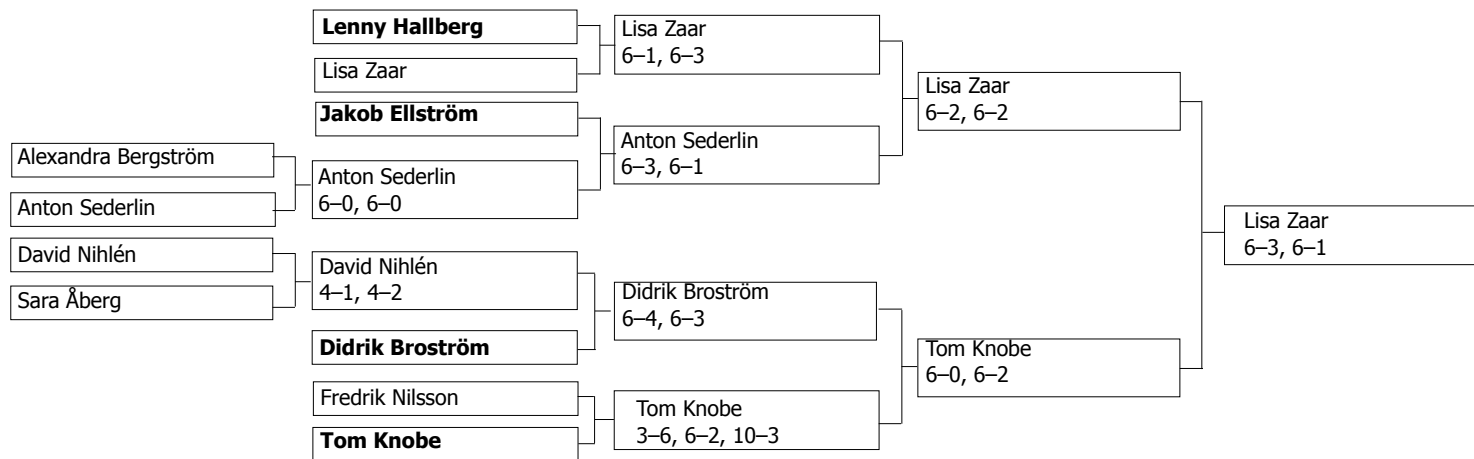 Alexandra Bergström
Anton Sederlin
David Nihlén
Sara Åberg
Lenny Hallberg
Lisa Zaar
Jakob Ellström
Anton Sederlin
6–0, 6–0
David Nihlén
4–1, 4–2
Didrik Broström
Fredrik Nilsson
Tom Knobe
Lisa Zaar
6–1, 6–3
Anton Sederlin
6–3, 6–1
Didrik Broström
6–4, 6–3
Tom Knobe
3–6, 6–2, 10–3
Lisa Zaar
6–2, 6–2
Tom Knobe
6–0, 6–2
Lisa Zaar
6–3, 6–1